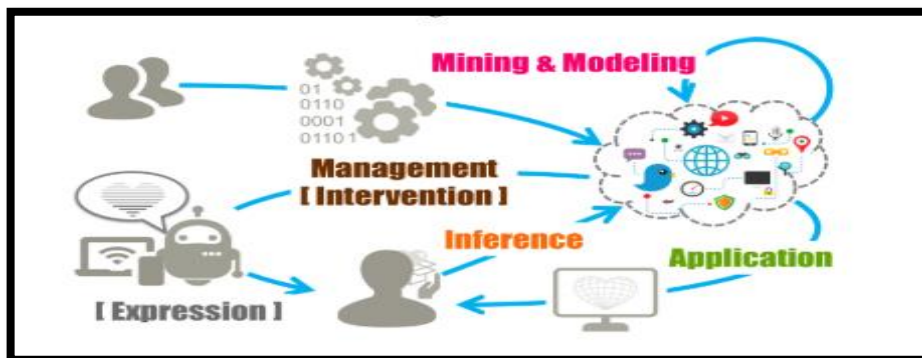 Mining & Modeling
01
0110
0001
01101
Management
[ Intervention ]
Inference
Application
[ Expression ]